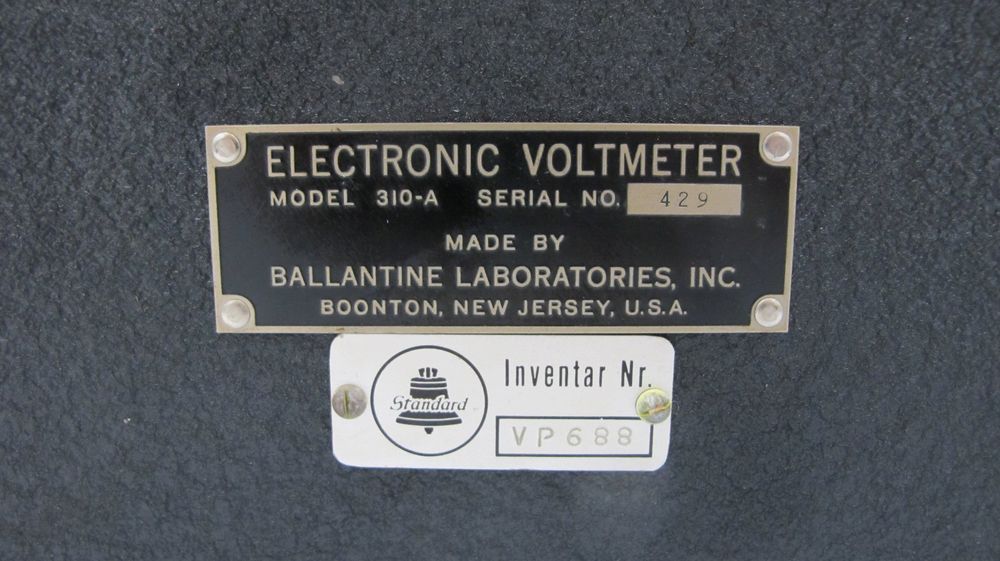 ELECTRONIC VOLTMETER
MODEL 310-A SERIAL NO. 429
MADE BY
BALLANTINE LABORATORIES, INC.
BOONTON, NEW JERSEY, U.S.A.
Inventar Nr.
Standard
VP688